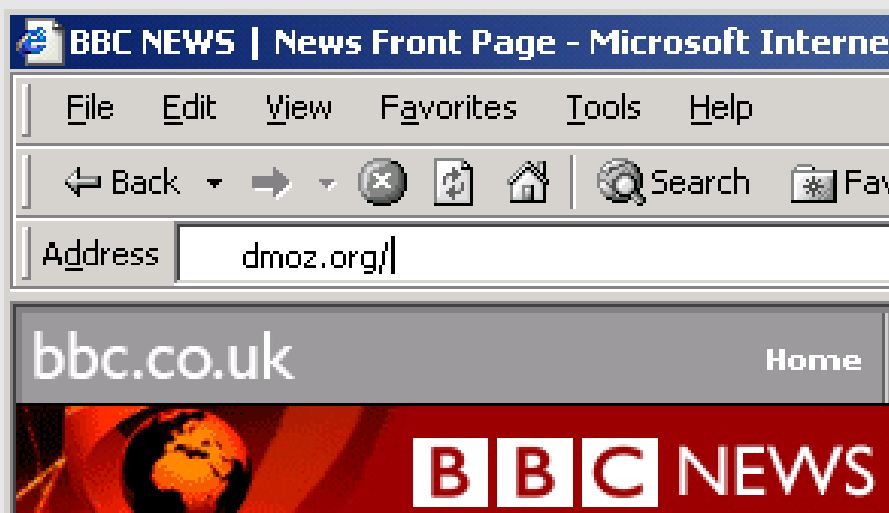 BBC NEWS | News Front Page - Microsoft Interne
File Edit View Favorites Tools Help
Back Search Fav
Address dmoz.org/
bbc.co.uk Home
BBC NEWS